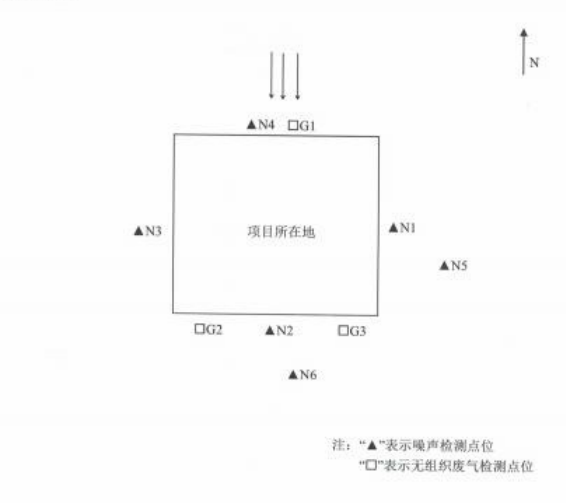 N
▲N4 □G1
▲N3
项目所在地
▲N1
▲N5
□G2 ▲N2 □G3
▲N6
注：“▲”表示噪声检测点位
“□”表示无组织废气检测点位